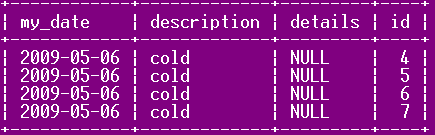 | my_date | description | details | id |
| 2009-05-06 | cold | NULL | 4 |
| 2009-05-06 | cold | NULL | 5 |
| 2009-05-06 | cold | NULL | 6 |
| 2009-05-06 | cold | NULL | 7 |